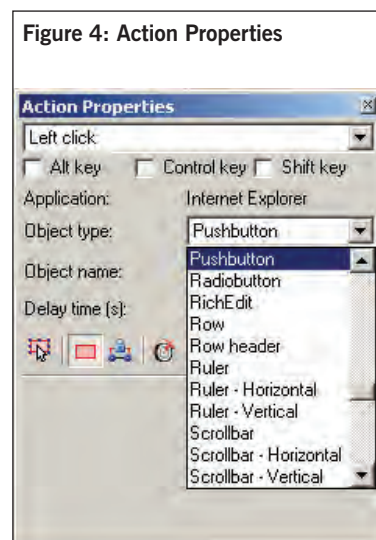 Figure 4: Action Properties
Action Properties
Left click
Alt key Control key Shift key
Application: Internet Explorer
Object type: Pushbutton
Object name:
Delay time (s):
Pushbutton
Radiobutton
RichEdit
Row
Row header
Ruler
Ruler - Horizontal
Ruler - Vertical
Scrollbar
Scrollbar - Horizontal
Scrollbar - Vertical